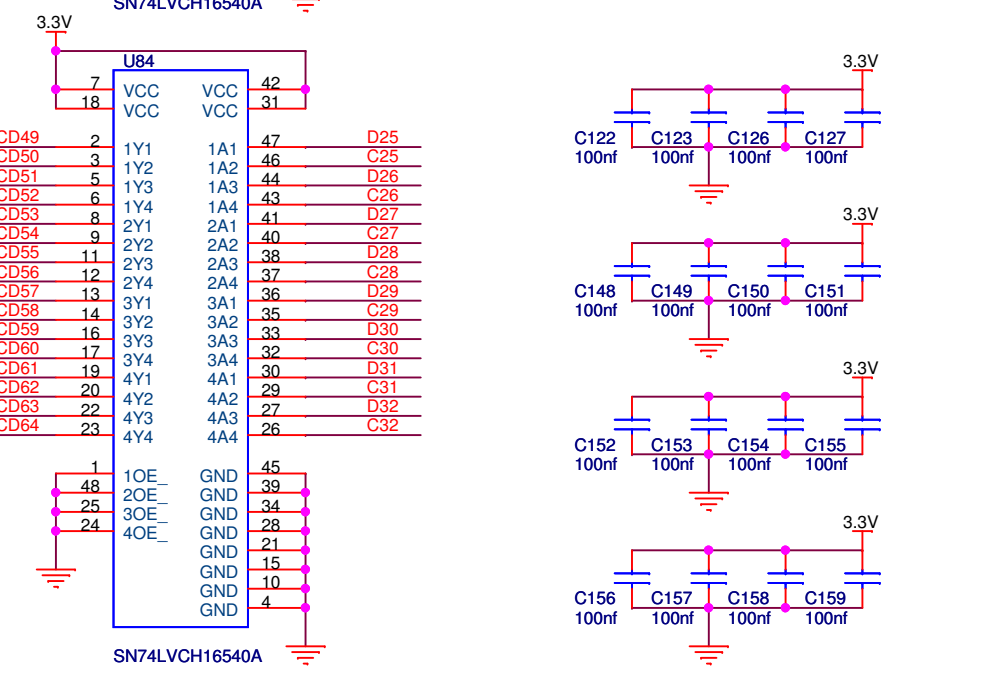 SN74LVCH16540A
3.3V
U84
7 VCC VCC 42
18 VCC VCC 31
CD49 2 1Y1 1A1 47 D25
CD50 3 1Y2 1A2 46 C25
CD51 5 1Y3 1A3 44 D26
CD52 6 1Y4 1A4 43 C26
CD53 8 2Y1 2A1 41 D27
CD54 9 2Y2 2A2 40 C27
CD55 11 2Y3 2A3 38 D28
CD56 12 2Y4 2A4 37 C28
CD57 13 3Y1 3A1 36 D29
CD58 14 3Y2 3A2 35 C29
CD59 16 3Y3 3A3 33 D30
CD60 17 3Y4 3A4 32 C30
CD61 19 4Y1 4A1 30 D31
CD62 20 4Y2 4A2 29 C31
CD63 22 4Y3 4A3 27 D32
CD64 23 4Y4 4A4 26 C32
1 1OE_ GND 45
48 2OE_ GND 39
25 3OE_ GND 34
24 4OE_ GND 28
GND 21
GND 15
GND 10
GND 4
SN74LVCH16540A
3.3V
C122 C123 C126 C127
100nf 100nf 100nf 100nf
3.3V
C148 C149 C150 C151
100nf 100nf 100nf 100nf
3.3V
C152 C153 C154 C155
100nf 100nf 100nf 100nf
3.3V
C156 C157 C158 C159
100nf 100nf 100nf 100nf